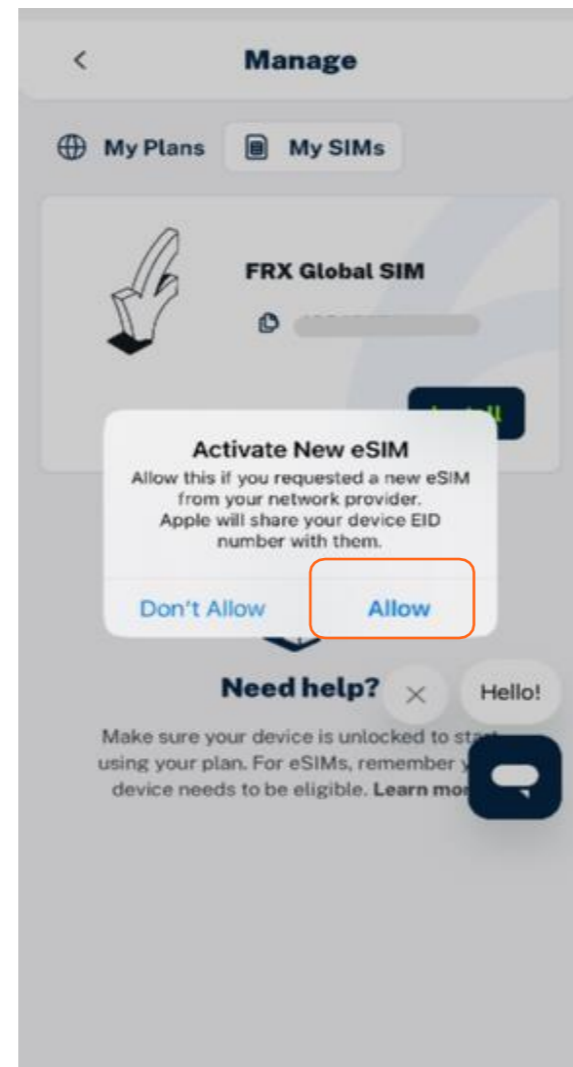 Manage
My Plans My SIMs
FRX Global SIM
Activate New eSIM
Allow this if you requested a new eSIM
from your network provider.
Apple will share your device EID
number with them.
Don't Allow Allow
Need help?
Hello!
Make sure your device is unlocked to
using your plan. For eSIMs, remember
device needs to be eligible. Learn